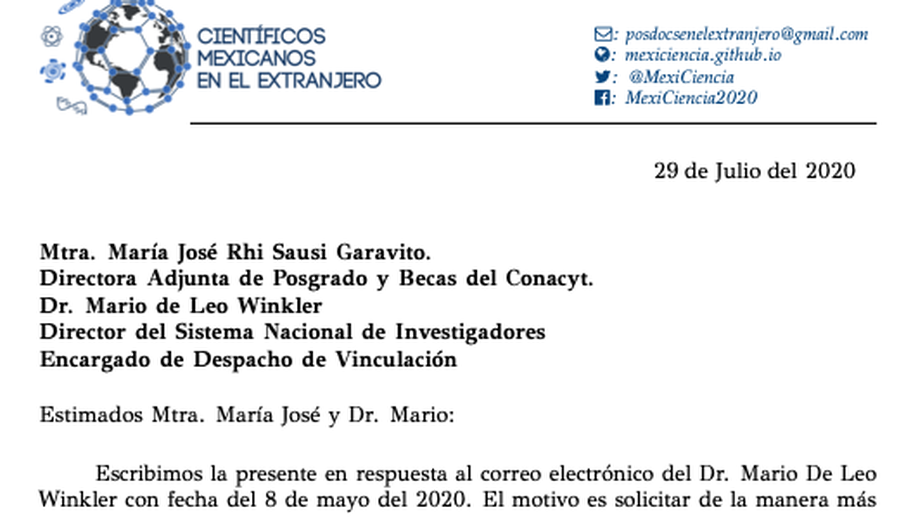 CIENTÍFICOS
MEXICANOS
EN EL EXTRANJERO
: posdocsenelextranjero@gmail.com
: mexiciencia.github.io
: @MexiCiencia
: MexiCiencia2020
29 de Julio del 2020
Mtra. María José Rhi Sausi Garavito.
Directora Adjunta de Posgrado y Becas del Conacyt.
Dr. Mario de Leo Winkler
Director del Sistema Nacional de Investigadores
Encargado de Despacho de Vinculación
Estimados Mtra. María José y Dr. Mario:
Escribimos la presente en respuesta al correo electrónico del Dr. Mario De Leo
Winkler con fecha del 8 de mayo del 2020. El motivo es solicitar de la manera más